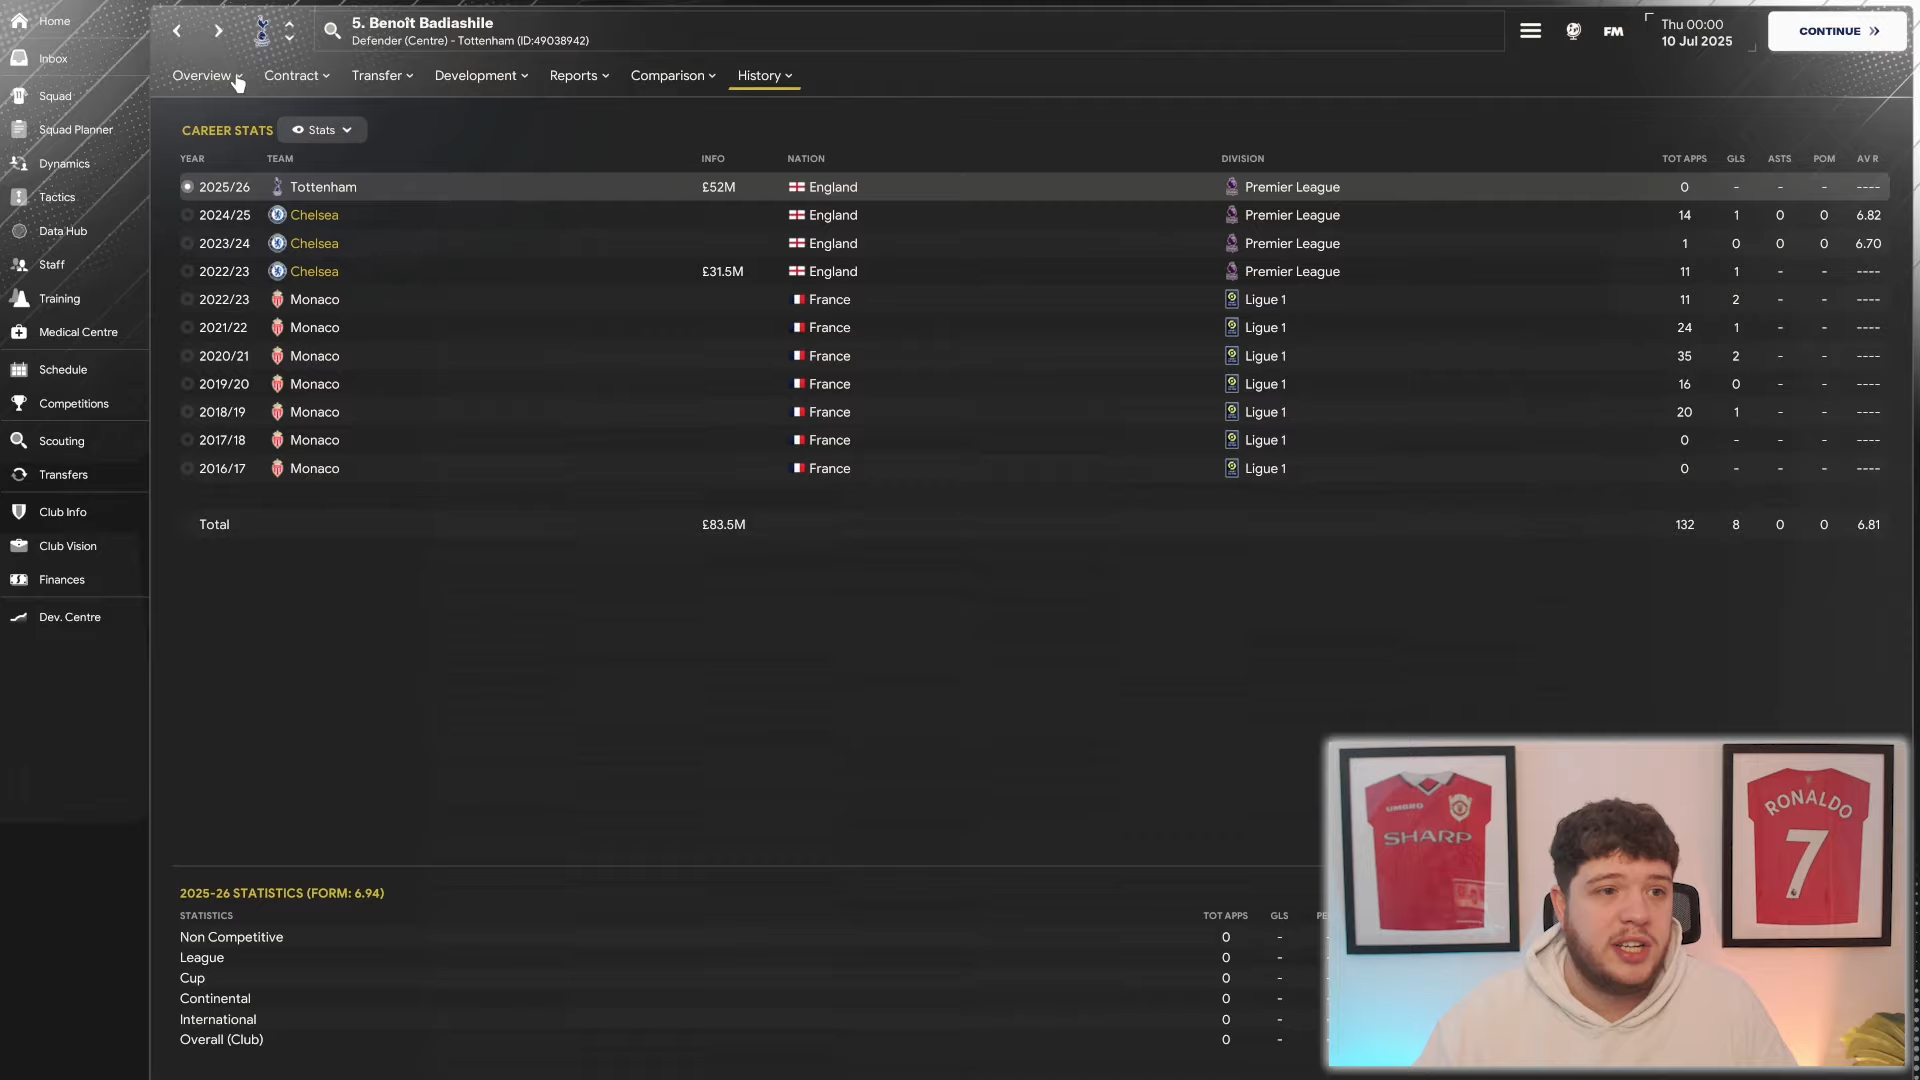 Home
Inbox
Squad
Squad Planner
Dynamics
Tactics
Data Hub
Staff
Training
Medical Centre
Schedule
Competitions
Scouting
Transfers
Club Info
Club Vision
Finances
Dev. Centre
5. Benoît Badiashile
Defender (Centre) - Tottenham (ID:49038942)
FM
Thu 00:00
10 Jul 2025
CONTINUE
Overview Contract Transfer Development Reports Comparison History
CAREER STATS Stats
YEAR TEAM INFO NATION DIVISION TOT APPS GLS ASTS POM AV R
2025/26 Tottenham £52M England Premier League 0 - - - ----
2024/25 Chelsea England Premier League 14 1 0 0 6.82
2023/24 Chelsea England Premier League 1 0 0 0 6.70
2022/23 Chelsea £31.5M England Premier League 11 1 - - ----
2022/23 Monaco France Ligue 1 11 2 - - ----
2021/22 Monaco France Ligue 1 24 1 - - ----
2020/21 Monaco France Ligue 1 35 2 - - ----
2019/20 Monaco France Ligue 1 16 0 - - ----
2018/19 Monaco France Ligue 1 20 1 - - ----
2017/18 Monaco France Ligue 1 0 - - - ----
2016/17 Monaco France Ligue 1 0 - - - ----
Total £83.5M 132 8 0 0 6.81
2025-26 STATISTICS (FORM: 6.94)
STATISTICS TOT APPS GLS
Non Competitive 0 -
League 0 -
Cup 0 -
Continental 0 -
International 0 -
Overall (Club) 0 -
UMBRO
SHARP
RONALDO
7